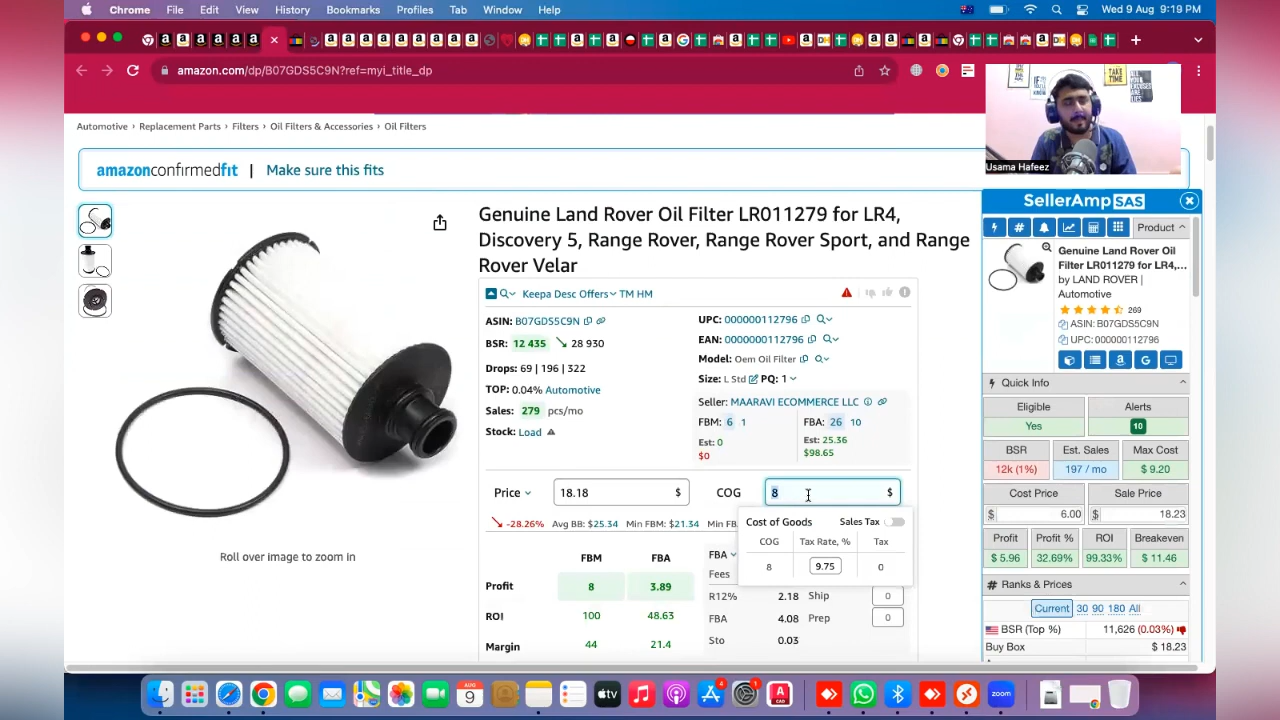 Chrome File Edit View History Bookmarks Profiles Tab Window Help Wed 9 Aug 9:19 PM
amazon.com/dp/B07GDS5C9N?ref=myi_title_dp
TAKE TIME
Usama Hafeez
Automotive › Replacement Parts › Filters › Oil Filters & Accessories › Oil Filters
amazonconfirmedfit | Make sure this fits
Genuine Land Rover Oil Filter LR011279 for LR4,
Discovery 5, Range Rover, Range Rover Sport, and Range
Rover Velar
Keepa Desc Offers TM HM
ASIN: B07GDS5C9N
BSR: 12 435 ↘ 28 930
Drops: 69 | 196 | 322
TOP: 0.04% Automotive
Sales: 279 pcs/mo
Stock: Load
UPC: 000000112796
EAN: 0000000112796
Model: Oem Oil Filter
Size: L Std PQ: 1
Seller: MAARAVI ECOMMERCE LLC
FBM: 6 1 FBA: 26 10
Est: 0 Est: 25.36
$0 $98.65
Price 18.18 $ COG 8 $
-28.26% Avg BB: $25.34 Min FBM: $21.34 Min FB
Cost of Goods Sales Tax
COG Tax Rate, % Tax
8 9.75 0
FBM FBA
Profit 8 3.89
ROI 100 48.63
Margin 44 21.4
FBA
Fees
R12% 2.18 Ship 0
FBA 4.08 Prep 0
Sto 0.03
Roll over image to zoom in
SellerAmp SAS
Product
Genuine Land Rover Oil
Filter LR011279 for LR4,...
by LAND ROVER |
Automotive
269
ASIN: B07GDS5C9N
UPC: 000000112796
Quick Info
Eligible Alerts
Yes 10
BSR Est. Sales Max Cost
12k (1%) 197 / mo $ 9.20
Cost Price Sale Price
$ 6.00 $ 18.23
Profit Profit % ROI Breakeven
$ 5.96 32.69% 99.33% $ 11.46
# Ranks & Prices
Current 30 90 180 All
BSR (Top %) 11,626 (0.03%)
Buy Box $ 18.23
AUG
9
4
1
tv
zoom